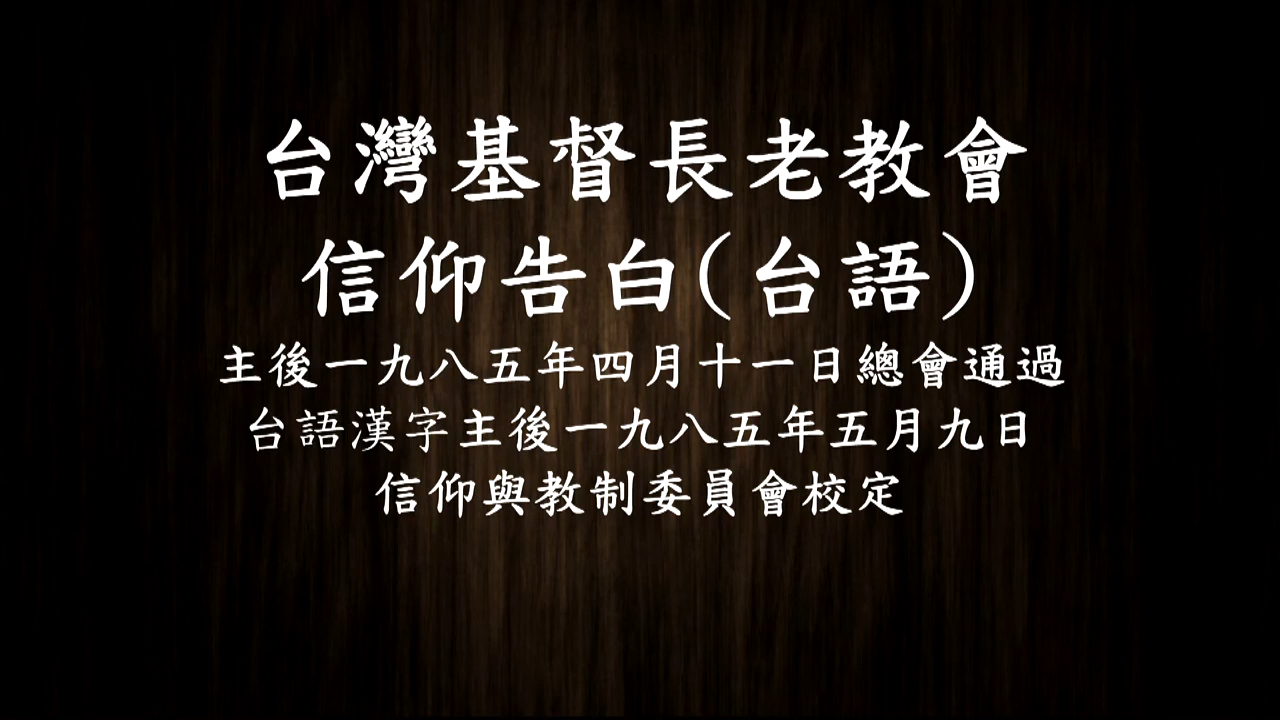 台灣基督長老教會
信仰告白(台語)
主後一九八五年四月十一日總會通過
台語漢字主後一九八五年五月九日
信仰與教制委員會校定